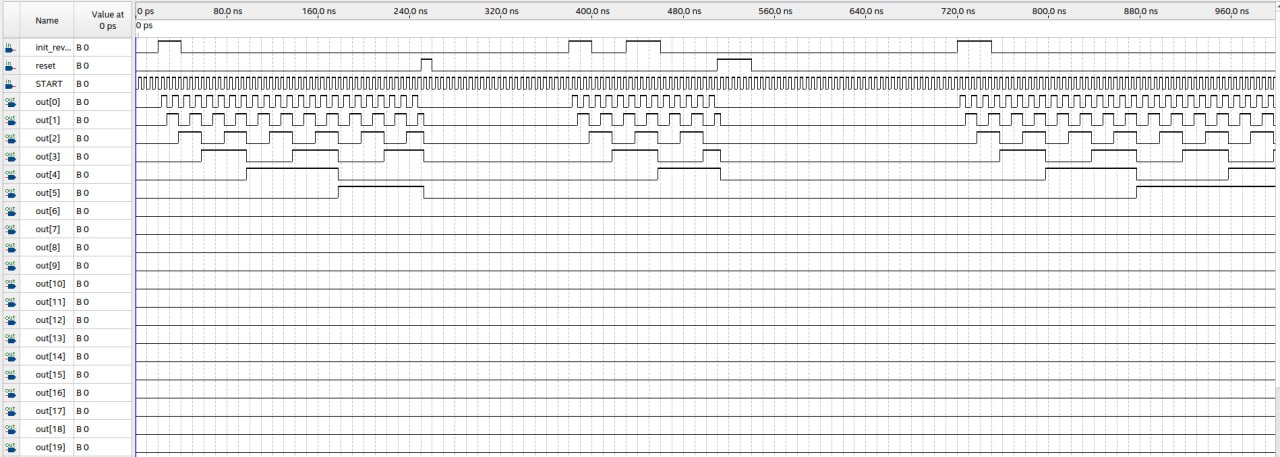 Name Value at 0 ps 0 ps 80.0 ns 160.0 ns 240.0 ns 320.0 ns 400.0 ns 480.0 ns 560.0 ns 640.0 ns 720.0 ns 800.0 ns 880.0 ns 960.0 ns
0 ps
in init_rev... B 0
in reset B 0
in START B 0
out out[0] B 0
out out[1] B 0
out out[2] B 0
out out[3] B 0
out out[4] B 0
out out[5] B 0
out out[6] B 0
out out[7] B 0
out out[8] B 0
out out[9] B 0
out out[10] B 0
out out[11] B 0
out out[12] B 0
out out[13] B 0
out out[14] B 0
out out[15] B 0
out out[16] B 0
out out[17] B 0
out out[18] B 0
out out[19] B 0